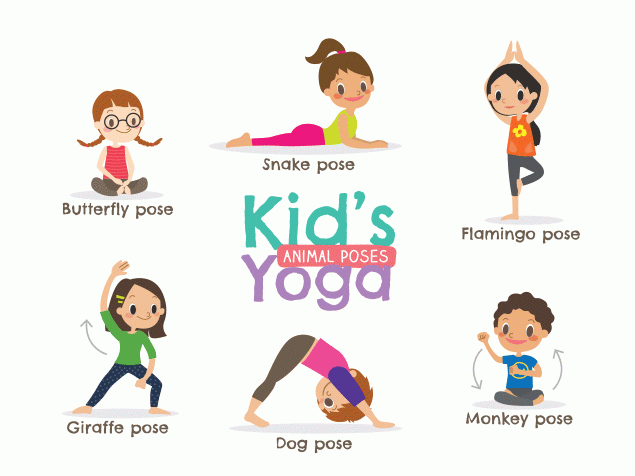 Snake pose
Butterfly pose
Flamingo pose
Kid's
ANIMAL POSES
Yoga
Giraffe pose
Dog pose
Monkey pose